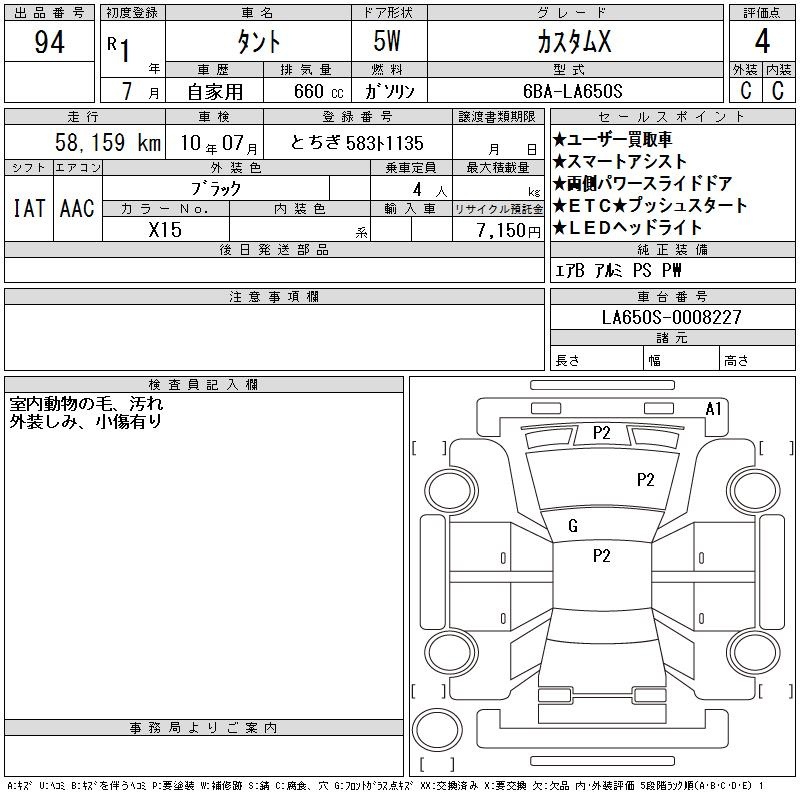 出品番号 初度登録 車名 ドア形状 グレード 評価点
94 R1年 タント 5W カスタムX 4
車歴 排気量 燃料 型式 外装 内装
7月 自家用 660cc ガソリン 6BA-LA650S C C
走行 車検 登録番号 譲渡書類期限
58,159 km 10年07月 とちぎ583ﾄ1135 月 日
シフト エアコン 外装色 乗車定員 最大積載量
IAT AAC ブラック 4人 kg
カラーNo. 内装色 輸入車 リサイクル預託金
X15 系 7,150円
後日発送部品
セールスポイント
★ユーザー買取車
★スマートアシスト
★両側パワースライドドア
★ETC★プッシュスタート
★LEDヘッドライト
純正装備
ｴｱB ｱﾙﾐ PS PW
注意事項欄
車台番号
LA650S-0008227
諸元
長さ 幅 高さ
検査員記入欄
室内動物の毛、汚れ
外装しみ、小傷有り
事務局よりご案内
A1
P2
P2
G
P2
A:ｷｽﾞ U:ﾍｺﾐ B:ｷｽﾞを伴うﾍｺﾐ P:要塗装 W:補修跡 S:錆 C:腐食、穴 G:ﾌﾛﾝﾄｶﾞﾗｽ点ｷｽﾞ XX:交換済み X:要交換 欠:欠品 内・外装評価 5段階ﾗﾝｸ順(A・B・C・D・E) 1